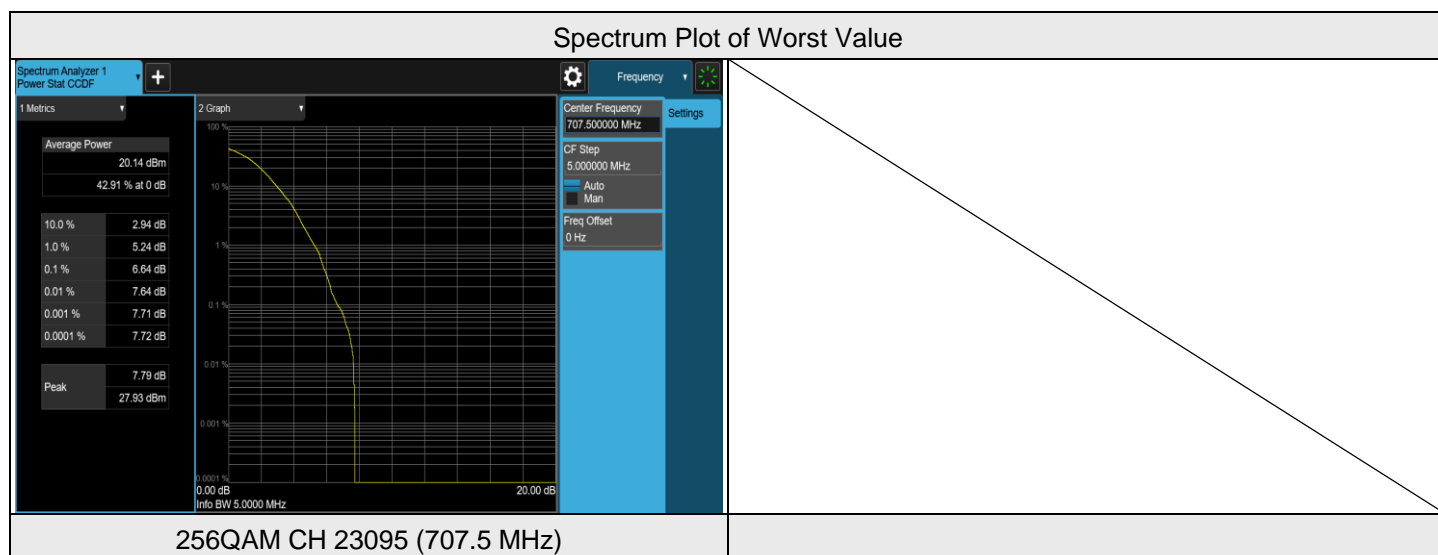 Spectrum Plot of Worst Value
Spectrum Analyzer 1
Power Stat CCDF
+
Frequency
1 Metrics
2 Graph
Center Frequency
707.500000 MHz
Settings
CF Step
5.000000 MHz
Auto
Man
Freq Offset
0 Hz
Average Power
20.14 dBm
42.91 % at 0 dB
10.0 % 2.94 dB
1.0 % 5.24 dB
0.1 % 6.64 dB
0.01 % 7.64 dB
0.001 % 7.71 dB
0.0001 % 7.72 dB
Peak 7.79 dB
27.93 dBm
100 %
10 %
1 %
0.1 %
0.01 %
0.001 %
0.0001 %
0.00 dB 20.00 dB
Info BW 5.0000 MHz
256QAM CH 23095 (707.5 MHz)